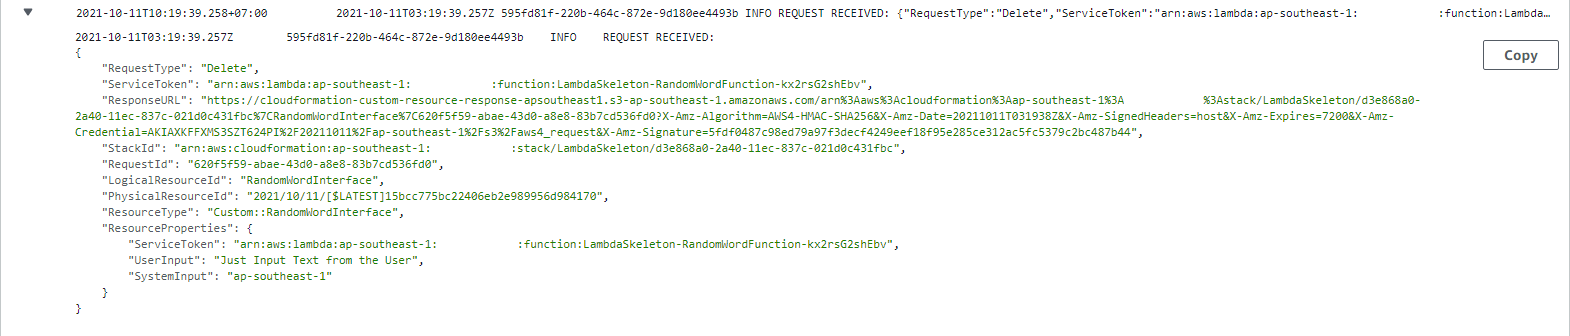 2021-10-11T10:19:39.258+07:00 2021-10-11T03:19:39.257Z 595fd81f-220b-464c-872e-9d180ee4493b INFO REQUEST RECEIVED: {"RequestType":"Delete","ServiceToken":"arn:aws:lambda:ap-southeast-1: :function:Lambda…
2021-10-11T03:19:39.257Z 595fd81f-220b-464c-872e-9d180ee4493b INFO REQUEST RECEIVED:
Copy
{
"RequestType": "Delete",
"ServiceToken": "arn:aws:lambda:ap-southeast-1: :function:LambdaSkeleton-RandomWordFunction-kx2rsG2shEbv",
"ResponseURL": "https://cloudformation-custom-resource-response-apsoutheast1.s3-ap-southeast-1.amazonaws.com/arn%3Aaws%3Acloudformation%3Aap-southeast-1%3A %3Astack/LambdaSkeleton/d3e868a0-
2a40-11ec-837c-021d0c431fbc%7CRandomWordInterface%7C620f5f59-abae-43d0-a8e8-83b7cd536fd0?X-Amz-Algorithm=AWS4-HMAC-SHA256&X-Amz-Date=20211011T031938Z&X-Amz-SignedHeaders=host&X-Amz-Expires=7200&X-Amz-
Credential=AKIAXKFFXMS3SZT624PI%2F20211011%2Fap-southeast-1%2Fs3%2Faws4_request&X-Amz-Signature=5fdf0487c98ed79a97f3decf4249eef18f95e285ce312ac5fc5379c2bc487b44",
"StackId": "arn:aws:cloudformation:ap-southeast-1: :stack/LambdaSkeleton/d3e868a0-2a40-11ec-837c-021d0c431fbc",
"RequestId": "620f5f59-abae-43d0-a8e8-83b7cd536fd0",
"LogicalResourceId": "RandomWordInterface",
"PhysicalResourceId": "2021/10/11/[$LATEST]15bcc775bc22406eb2e989956d984170",
"ResourceType": "Custom::RandomWordInterface",
"ResourceProperties": {
"ServiceToken": "arn:aws:lambda:ap-southeast-1: :function:LambdaSkeleton-RandomWordFunction-kx2rsG2shEbv",
"UserInput": "Just Input Text from the User",
"SystemInput": "ap-southeast-1"
}
}